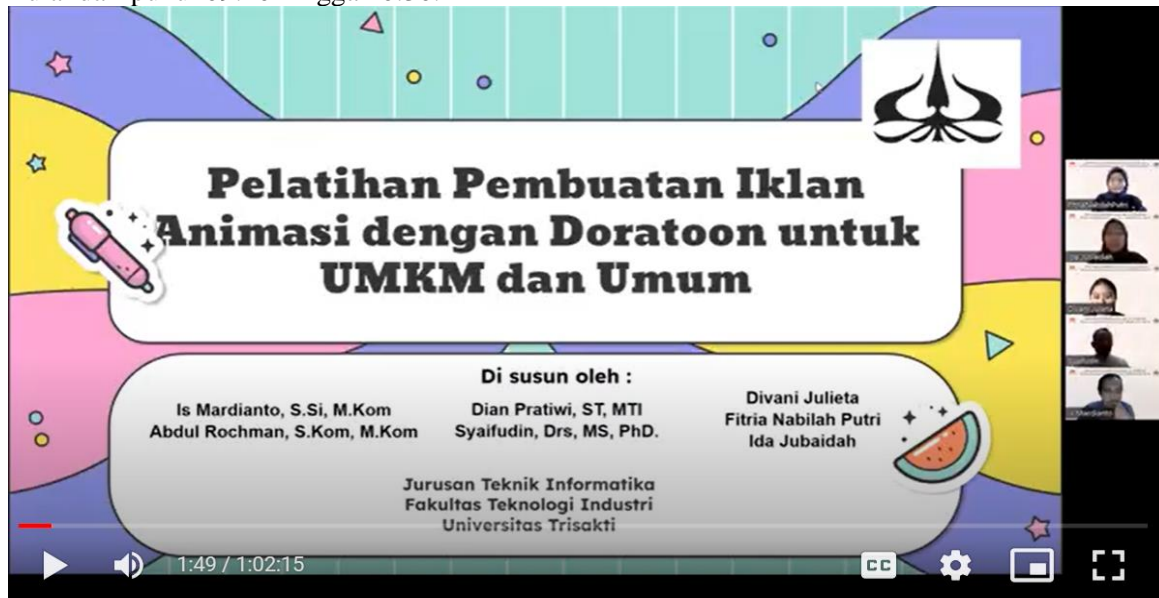 Pelatihan Pembuatan Iklan
Animasi dengan Doratoon untuk
UMKM dan Umum
Di susun oleh :
Is Mardianto, S.Si, M.Kom
Abdul Rochman, S.Kom, M.Kom
Dian Pratiwi, ST, MTI
Syaifudin, Drs, MS, PhD.
Divani Julieta
Fitria Nabilah Putri
Ida Jubaidah
Jurusan Teknik Informatika
Fakultas Teknologi Industri
Universitas Trisakti
1:49 / 1:02:15
CC